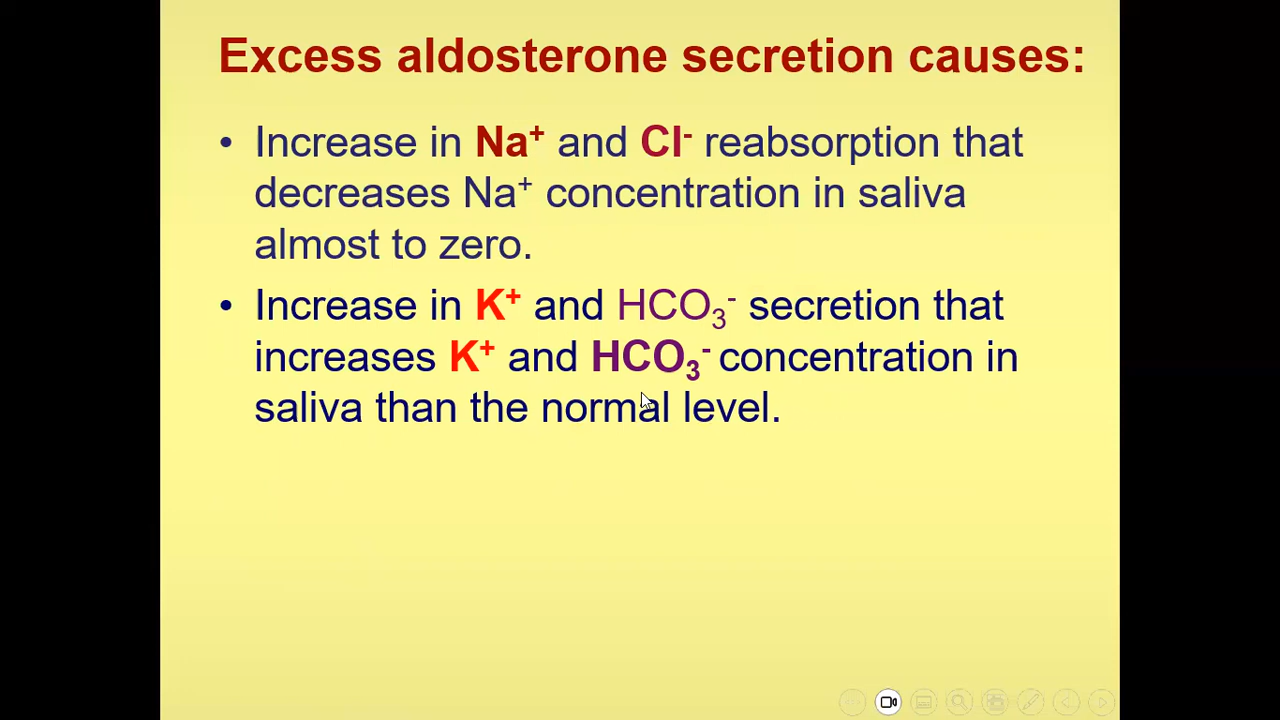 Excess aldosterone secretion causes:
• Increase in Na⁺ and Cl⁻ reabsorption that
decreases Na⁺ concentration in saliva
almost to zero.
• Increase in K⁺ and HCO₃⁻ secretion that
increases K⁺ and HCO₃⁻ concentration in
saliva than the normal level.